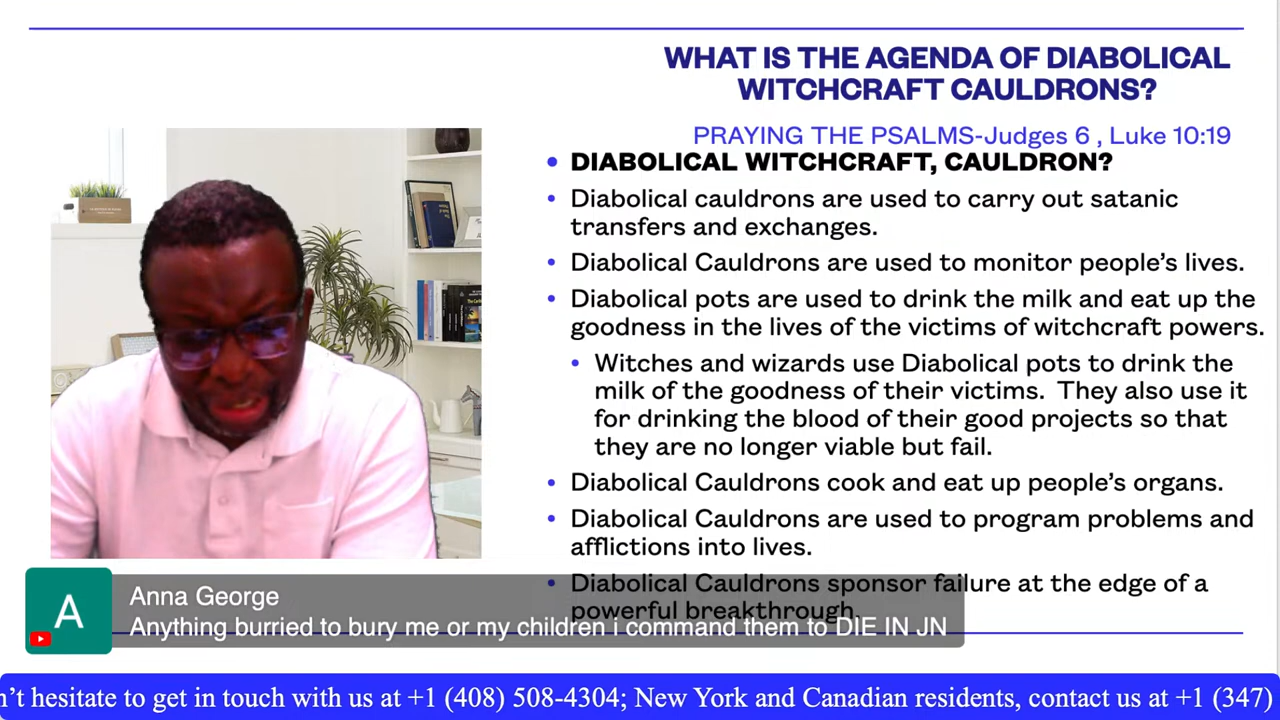 WHAT IS THE AGENDA OF DIABOLICAL
WITCHCRAFT CAULDRONS?
PRAYING THE PSALMS-Judges 6 , Luke 10:19
• DIABOLICAL WITCHCRAFT, CAULDRON?
• Diabolical cauldrons are used to carry out satanic
transfers and exchanges.
• Diabolical Cauldrons are used to monitor people's lives.
• Diabolical pots are used to drink the milk and eat up the
goodness in the lives of the victims of witchcraft powers.
• Witches and wizards use Diabolical pots to drink the
milk of the goodness of their victims. They also use it
for drinking the blood of their good projects so that
they are no longer viable but fail.
• Diabolical Cauldrons cook and eat up people's organs.
• Diabolical Cauldrons are used to program problems and
afflictions into lives.
• Diabolical Cauldrons sponsor failure at the edge of a
powerful breakthrough.
A
Anna George
Anything burried to bury me or my children i command them to DIE IN JN
n't hesitate to get in touch with us at +1 (408) 508-4304; New York and Canadian residents, contact us at +1 (347)